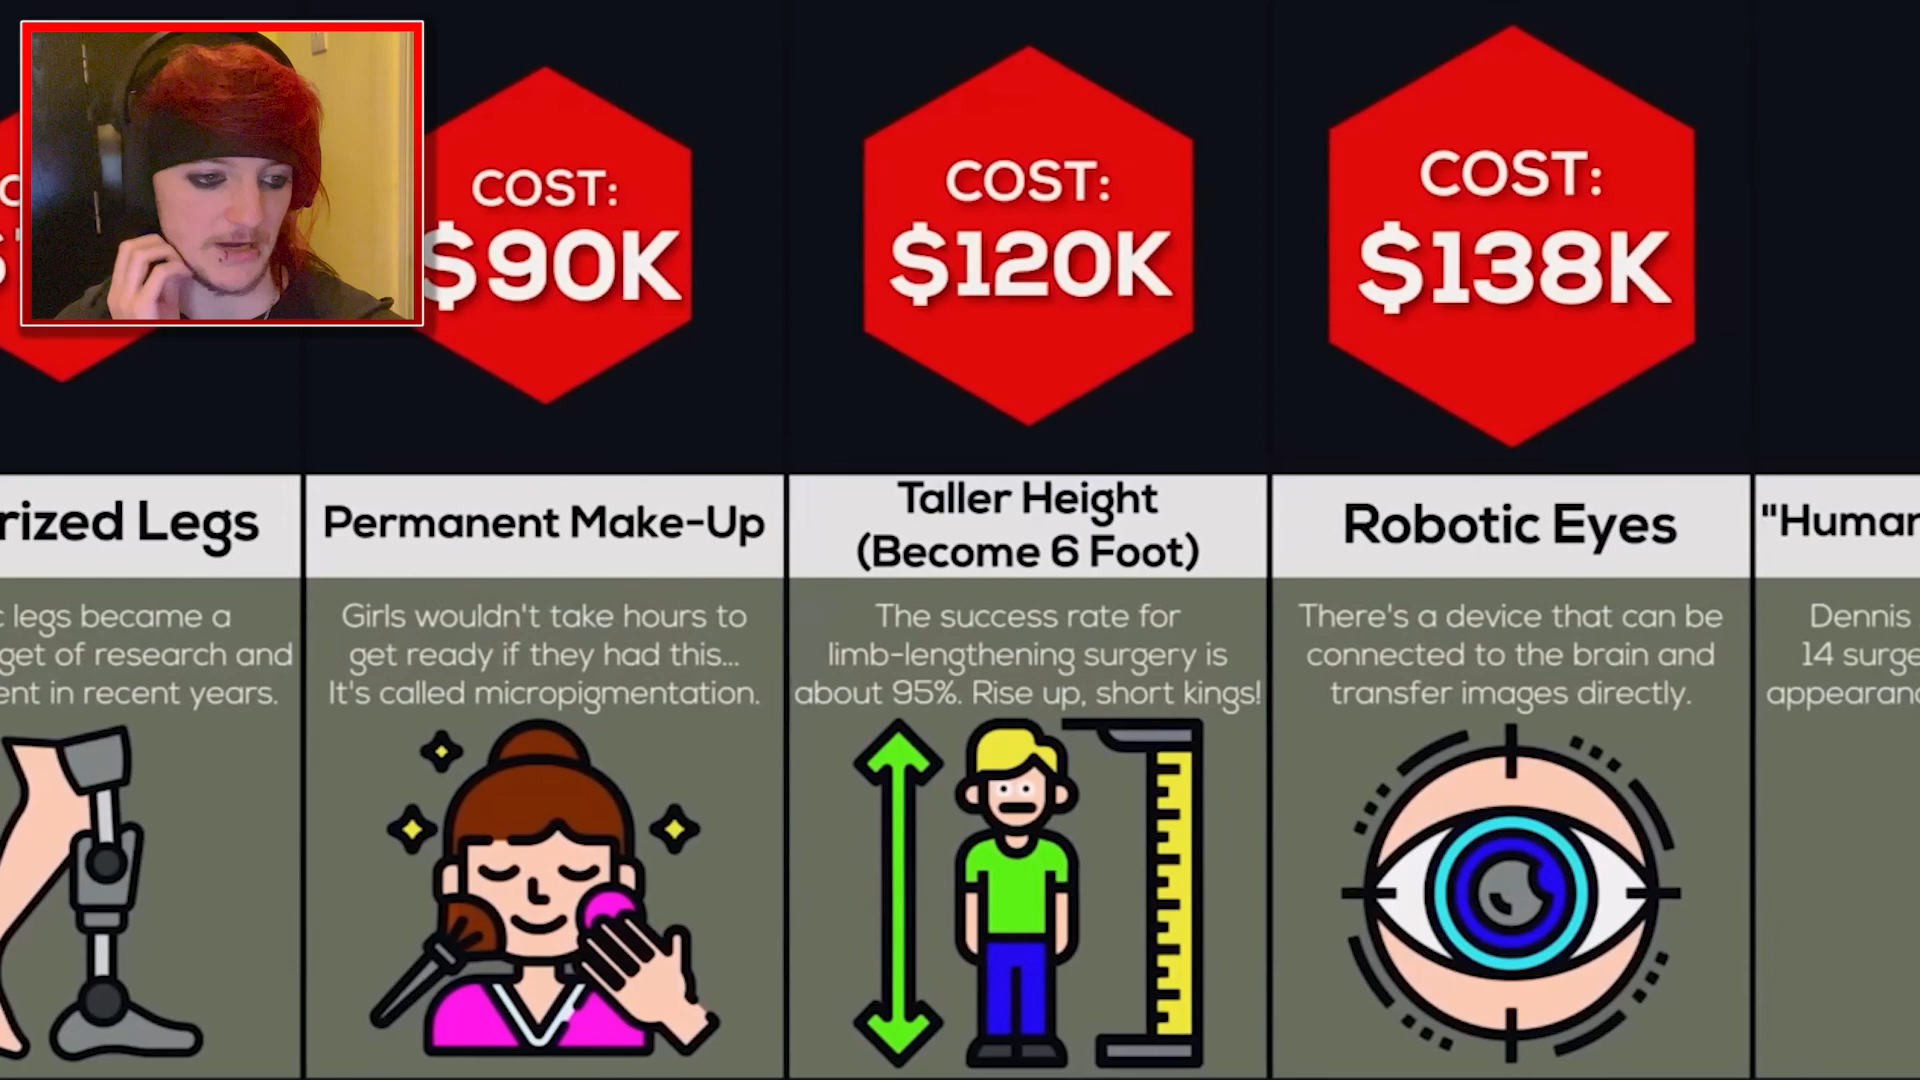 COST:
$90K
COST:
$120K
COST:
$138K
rized Legs
legs became a
get of research and
ent in recent years.
Permanent Make-Up
Girls wouldn't take hours to
get ready if they had this...
It's called micropigmentation.
Taller Height
(Become 6 Foot)
The success rate for
limb-lengthening surgery is
about 95%. Rise up, short kings!
Robotic Eyes
There's a device that can be
connected to the brain and
transfer images directly.
"Human
Dennis
14 surge
appearanc